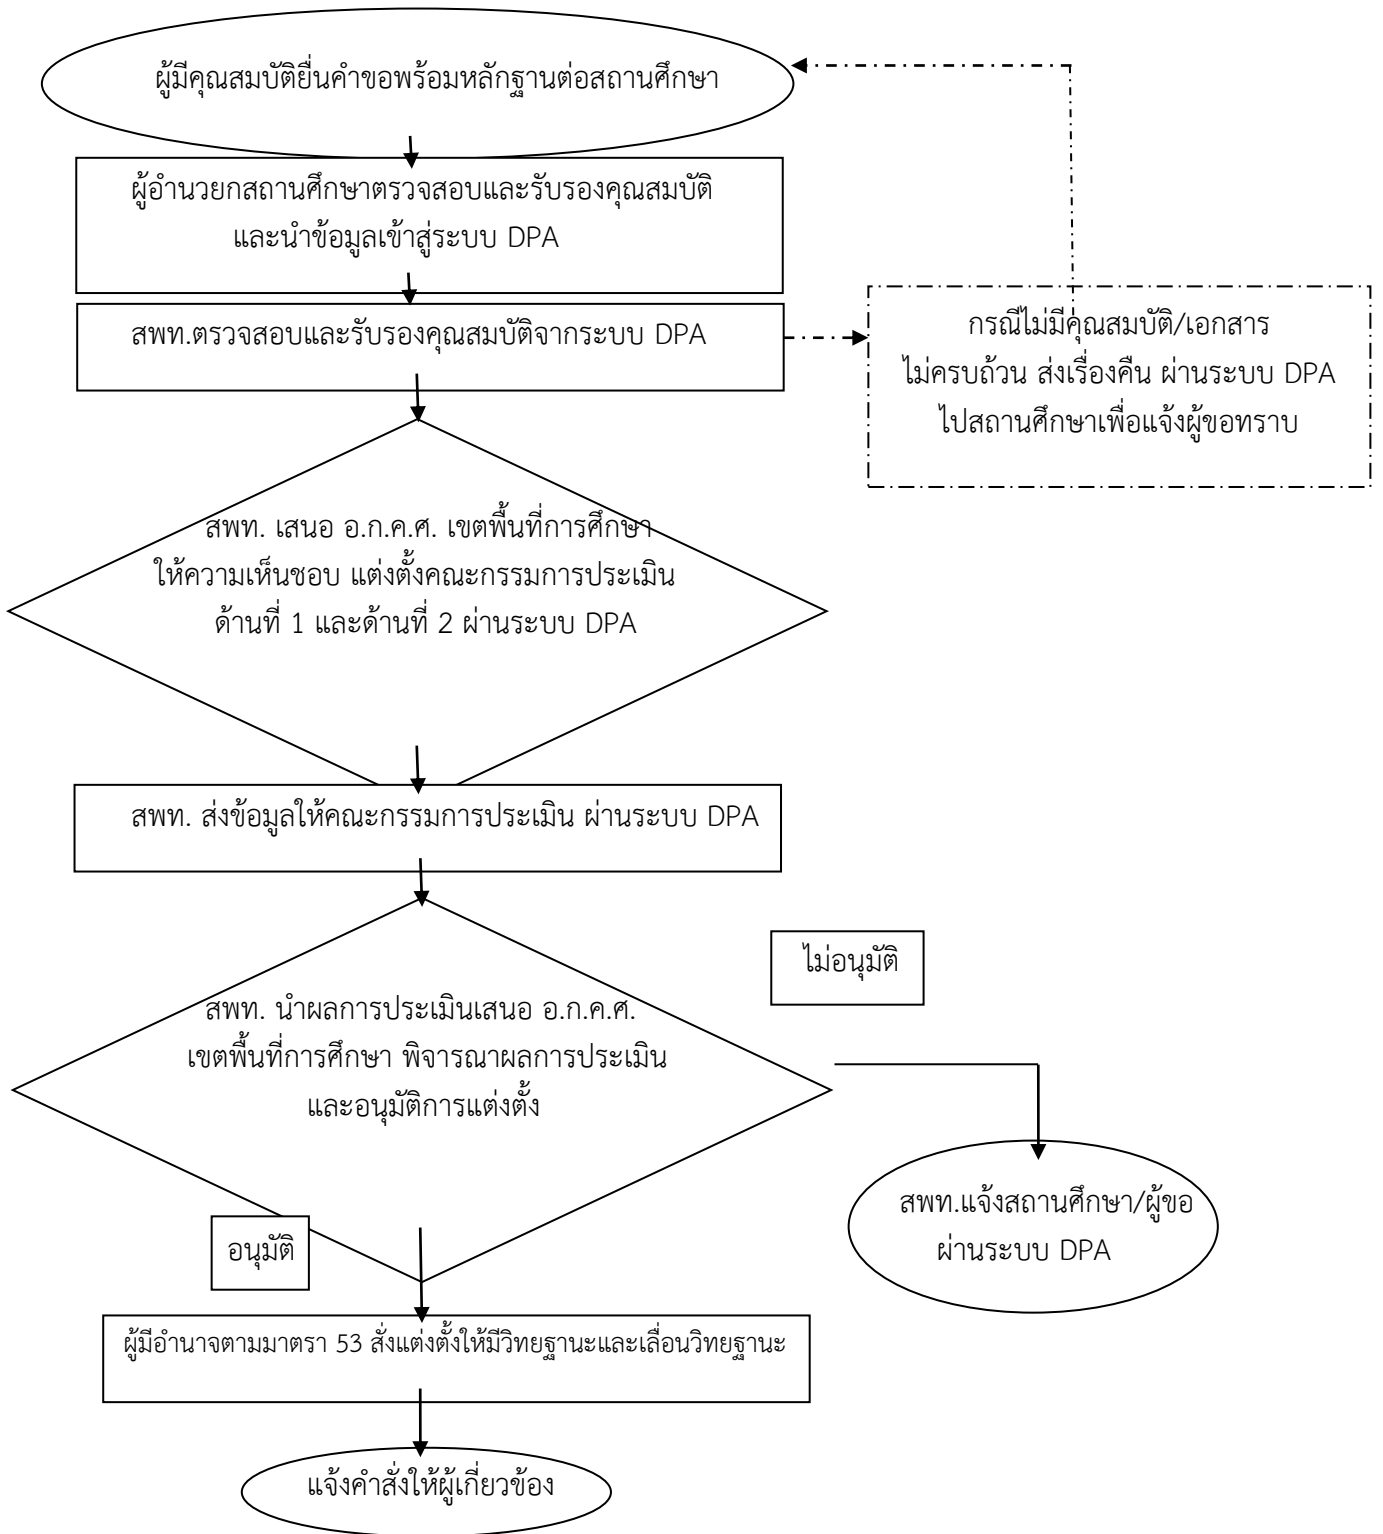 ผู้มีคุณสมบัติยื่นคำขอพร้อมหลักฐานต่อสถานศึกษา
ผู้อำนวยกสถานศึกษาตรวจสอบและรับรองคุณสมบัติ
และนำข้อมูลเข้าสู่ระบบ DPA
สพท.ตรวจสอบและรับรองคุณสมบัติจากระบบ DPA
กรณีไม่มีคุณสมบัติ/เอกสาร
ไม่ครบถ้วน ส่งเรื่องคืน ผ่านระบบ DPA
ไปสถานศึกษาเพื่อแจ้งผู้ขอทราบ
สพท. เสนอ อ.ก.ค.ศ. เขตพื้นที่การศึกษา
ให้ความเห็นชอบ แต่งตั้งคณะกรรมการประเมิน
ด้านที่ 1 และด้านที่ 2 ผ่านระบบ DPA
สพท. ส่งข้อมูลให้คณะกรรมการประเมิน ผ่านระบบ DPA
ไม่อนุมัติ
สพท. นำผลการประเมินเสนอ อ.ก.ค.ศ.
เขตพื้นที่การศึกษา พิจารณาผลการประเมิน
และอนุมัติการแต่งตั้ง
สพท.แจ้งสถานศึกษา/ผู้ขอ
ผ่านระบบ DPA
อนุมัติ
ผู้มีอำนาจตามมาตรา 53 สั่งแต่งตั้งให้มีวิทยฐานะและเลื่อนวิทยฐานะ
แจ้งคำสั่งให้ผู้เกี่ยวข้อง